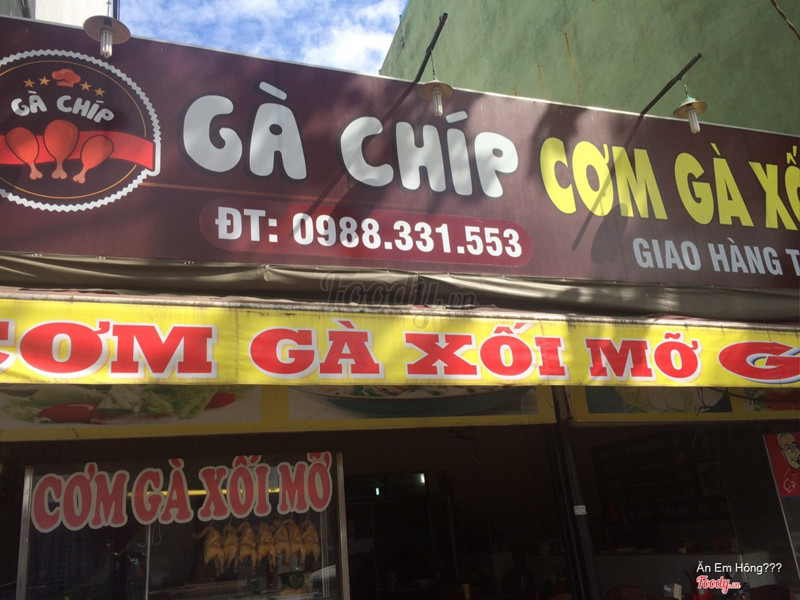 GÀ CHÍP
GÀ CHÍP
CƠM GÀ XỐ
ĐT: 0988.331.553
GIAO HÀNG T
Foody.vn
CƠM GÀ XỐI MỠ G
CƠM GÀ XỐI MỠ
Ăn Em Hông???
Foody.vn